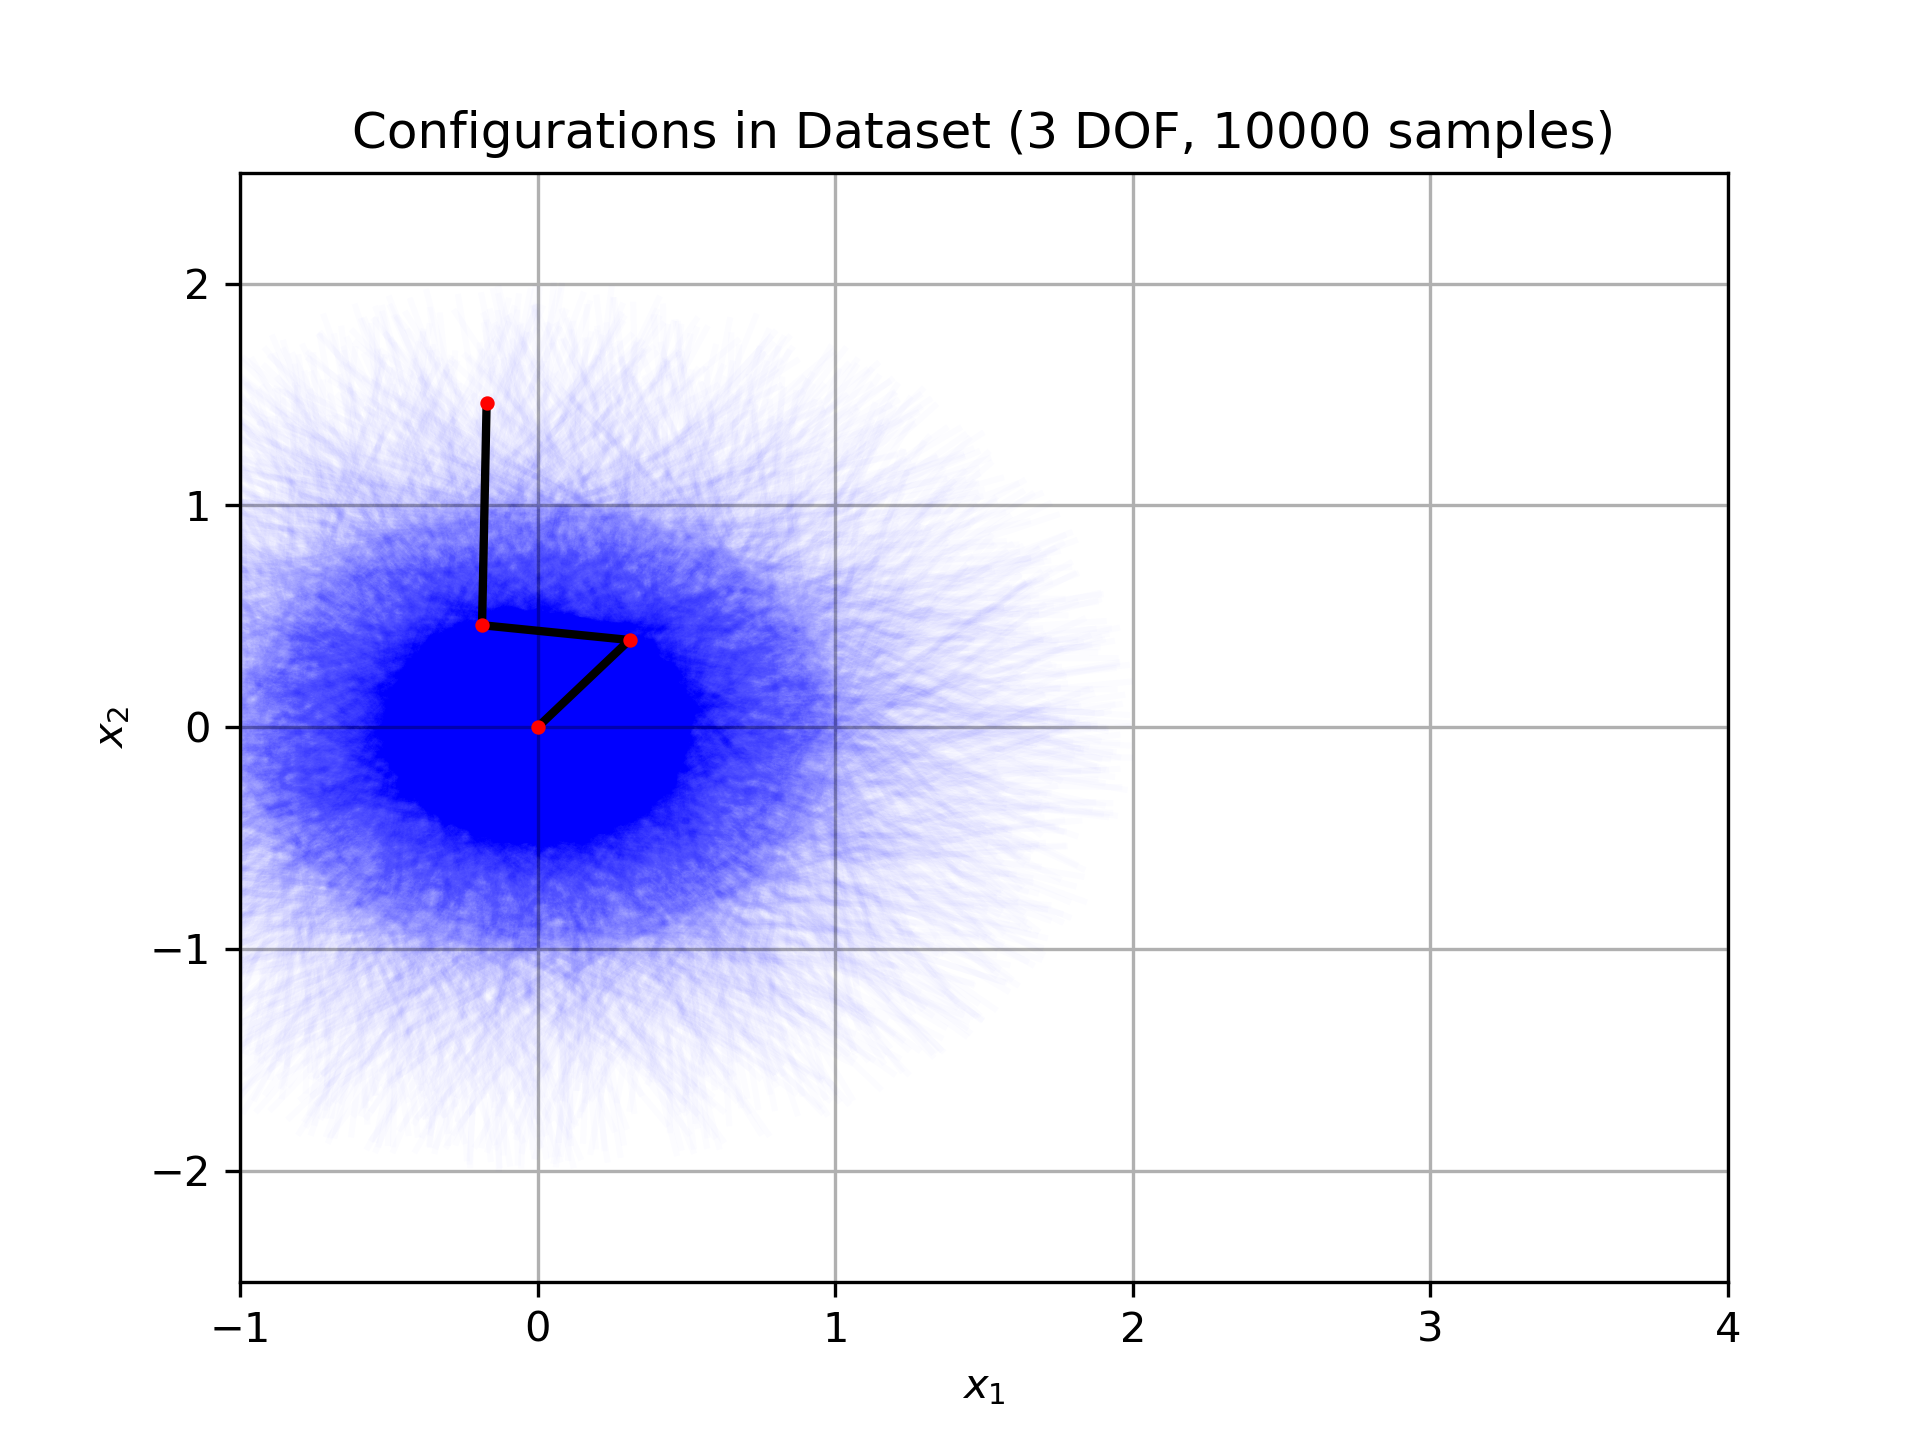 Configurations in Dataset (3 DOF, 10000 samples)
2
1
0
−1
−2
x₂
−1 0 1 2 3 4
x₁